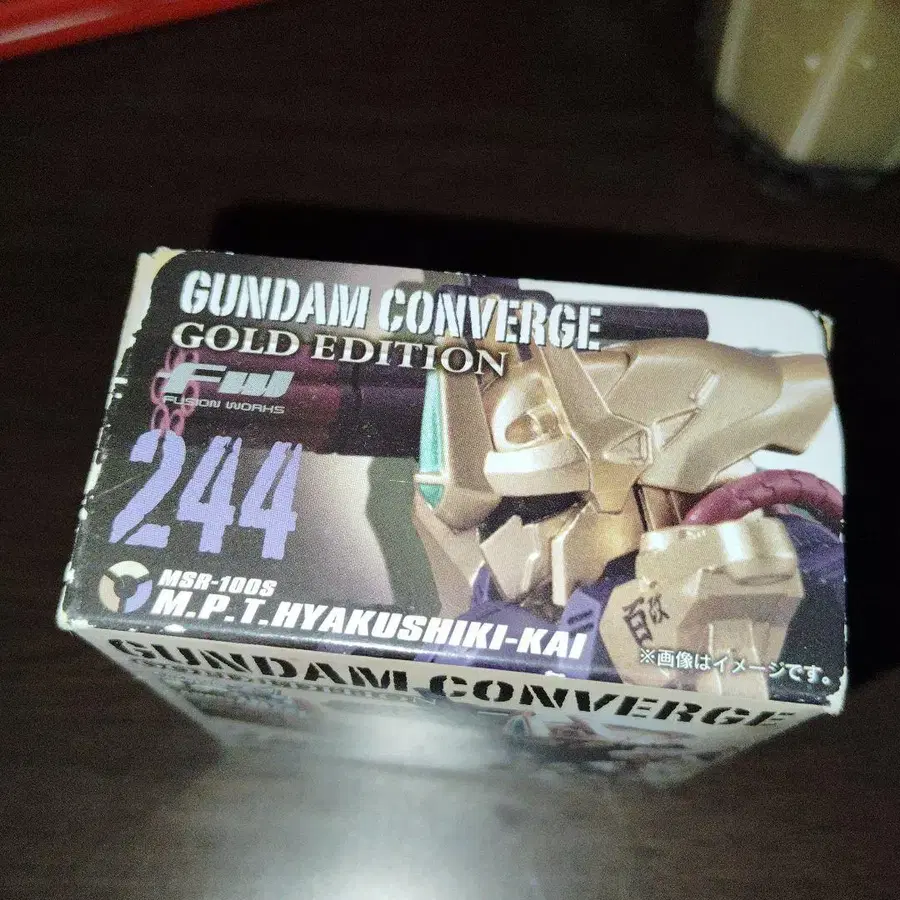 GUNDAM CONVERGE
GOLD EDITION
FW
FUSION WORKS
244
MSR-100S
M.P.T.HYAKUSHIKI-KAI
百改
※画像はイメージです。
GUNDAM CONVERGE